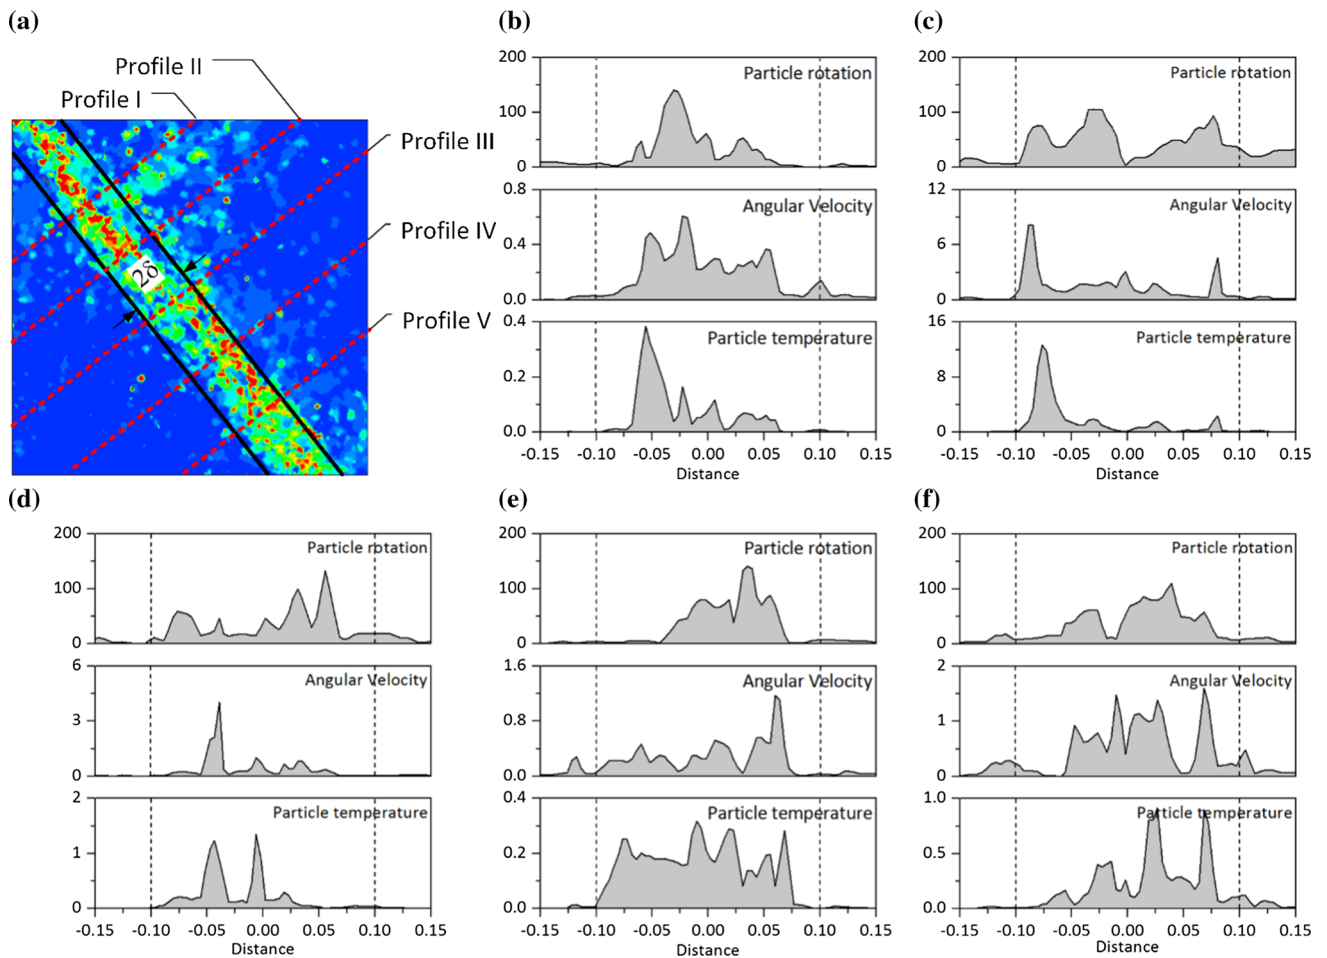 (a)
Profile II
Profile I
Profile III
Profile IV
Profile V
2δ
(b)
200
100
0
Particle rotation
0.8
0.4
0.0
Angular Velocity
0.4
0.2
0.0
Particle temperature
-0.15 -0.10 -0.05 0.00 0.05 0.10 0.15
Distance
(c)
200
100
0
Particle rotation
12
6
0
Angular Velocity
16
8
0
Particle temperature
-0.15 -0.10 -0.05 0.00 0.05 0.10 0.15
Distance
(d)
200
100
0
Particle rotation
6
3
0
Angular Velocity
2
1
0
Particle temperature
-0.15 -0.10 -0.05 0.00 0.05 0.10 0.15
Distance
(e)
200
100
0
Particle rotation
1.6
0.8
0.0
Angular Velocity
0.4
0.2
0.0
Particle temperature
-0.15 -0.10 -0.05 0.00 0.05 0.10 0.15
Distance
(f)
200
100
0
Particle rotation
2
1
0
Angular Velocity
1.0
0.5
0.0
Particle temperature
-0.15 -0.10 -0.05 0.00 0.05 0.10 0.15
Distance